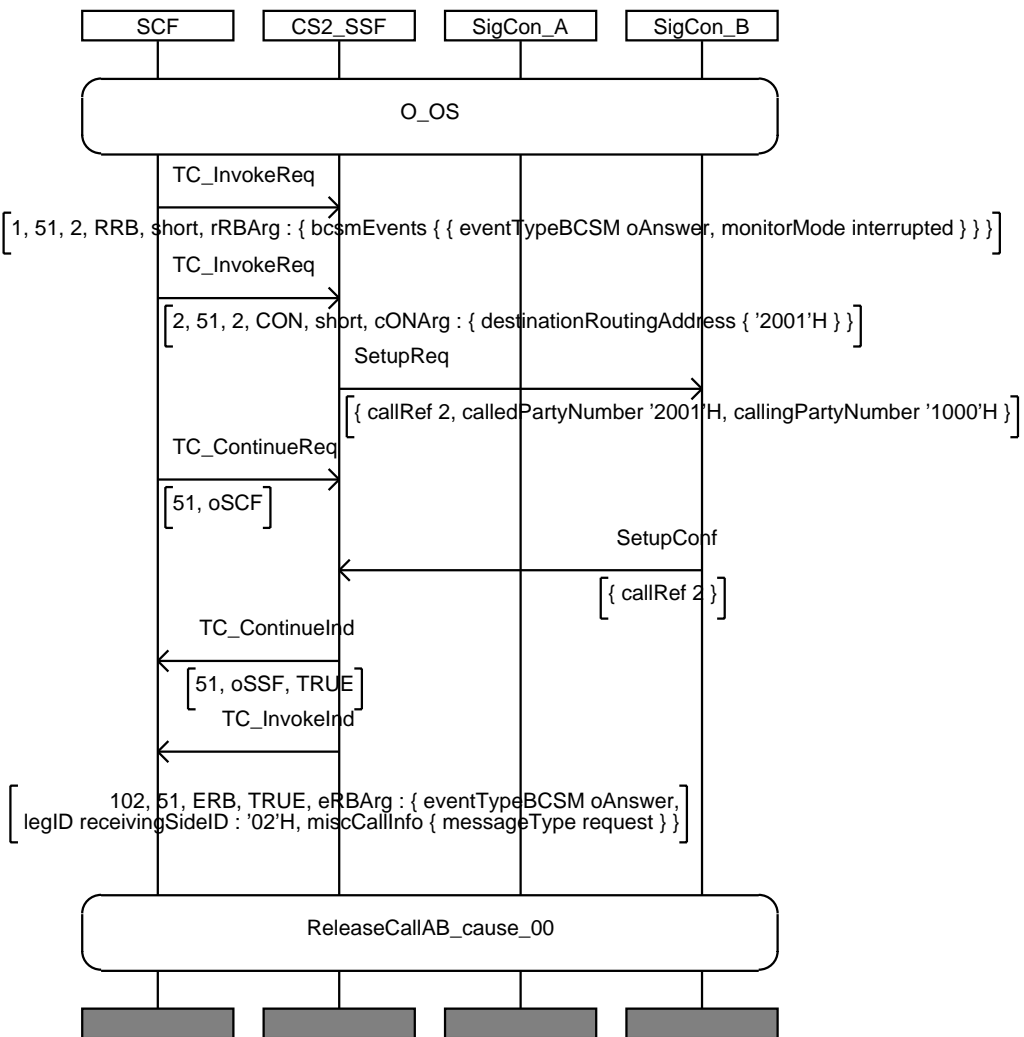 SCF CS2_SSF SigCon_A SigCon_B
O_OS
TC_InvokeReq
1, 51, 2, RRB, short, rRBArg : { bcsmEvents { { eventTypeBCSM oAnswer, monitorMode interrupted } } }
TC_InvokeReq
2, 51, 2, CON, short, cONArg : { destinationRoutingAddress { '2001'H } }
SetupReq
{ callRef 2, calledPartyNumber '2001'H, callingPartyNumber '1000'H }
TC_ContinueReq
51, oSCF
SetupConf
{ callRef 2 }
TC_ContinueInd
51, oSSF, TRUE
TC_InvokeInd
102, 51, ERB, TRUE, eRBArg : { eventTypeBCSM oAnswer,
legID receivingSideID : '02'H, miscCallInfo { messageType request } }
ReleaseCallAB_cause_00